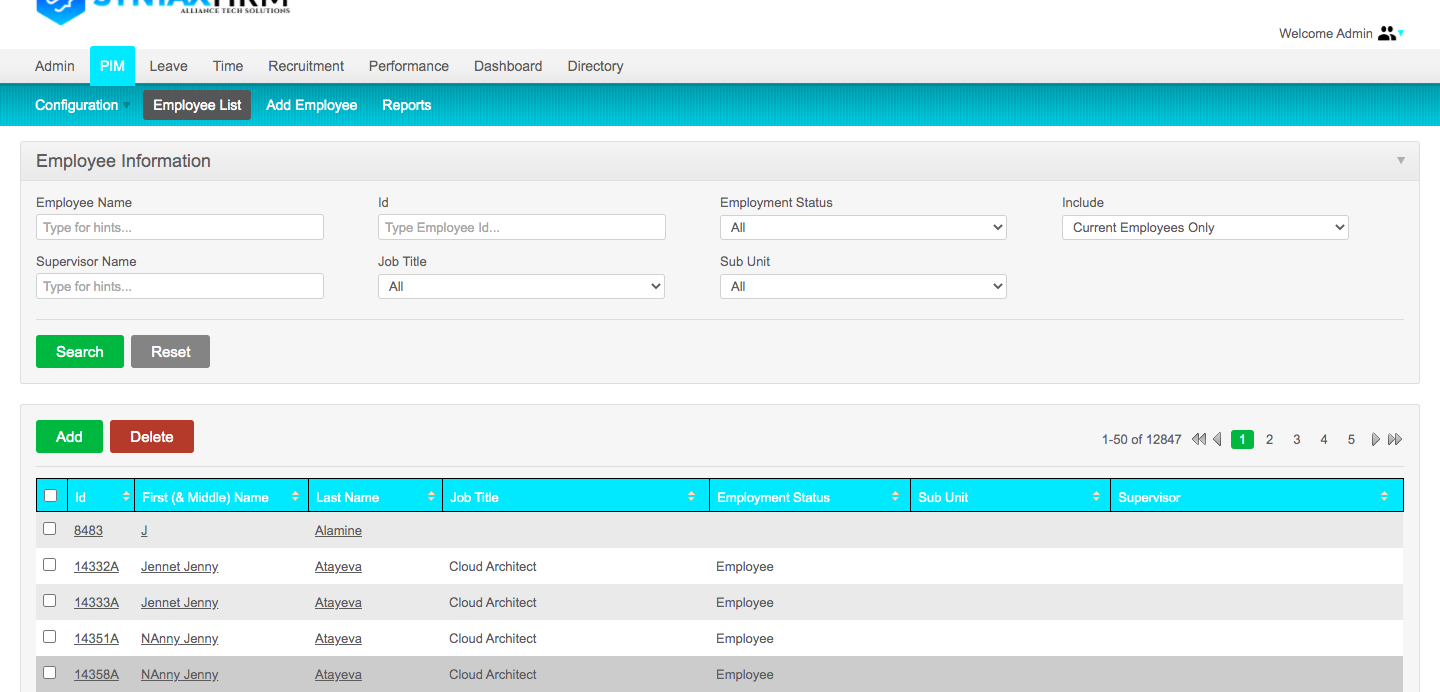 ALLIANCE TECH SOLUTIONS
Welcome Admin
Admin PIM Leave Time Recruitment Performance Dashboard Directory
Configuration Employee List Add Employee Reports
Employee Information
Employee Name Id Employment Status Include
Type for hints... Type Employee Id... All Current Employees Only
Supervisor Name Job Title Sub Unit
Type for hints... All All
Search Reset
Add Delete 1-50 of 12847 1 2 3 4 5
Id First (& Middle) Name Last Name Job Title Employment Status Sub Unit Supervisor
8483 J Alamine
14332A Jennet Jenny Atayeva Cloud Architect Employee
14333A Jennet Jenny Atayeva Cloud Architect Employee
14351A NAnny Jenny Atayeva Cloud Architect Employee
14358A NAnny Jenny Atayeva Cloud Architect Employee